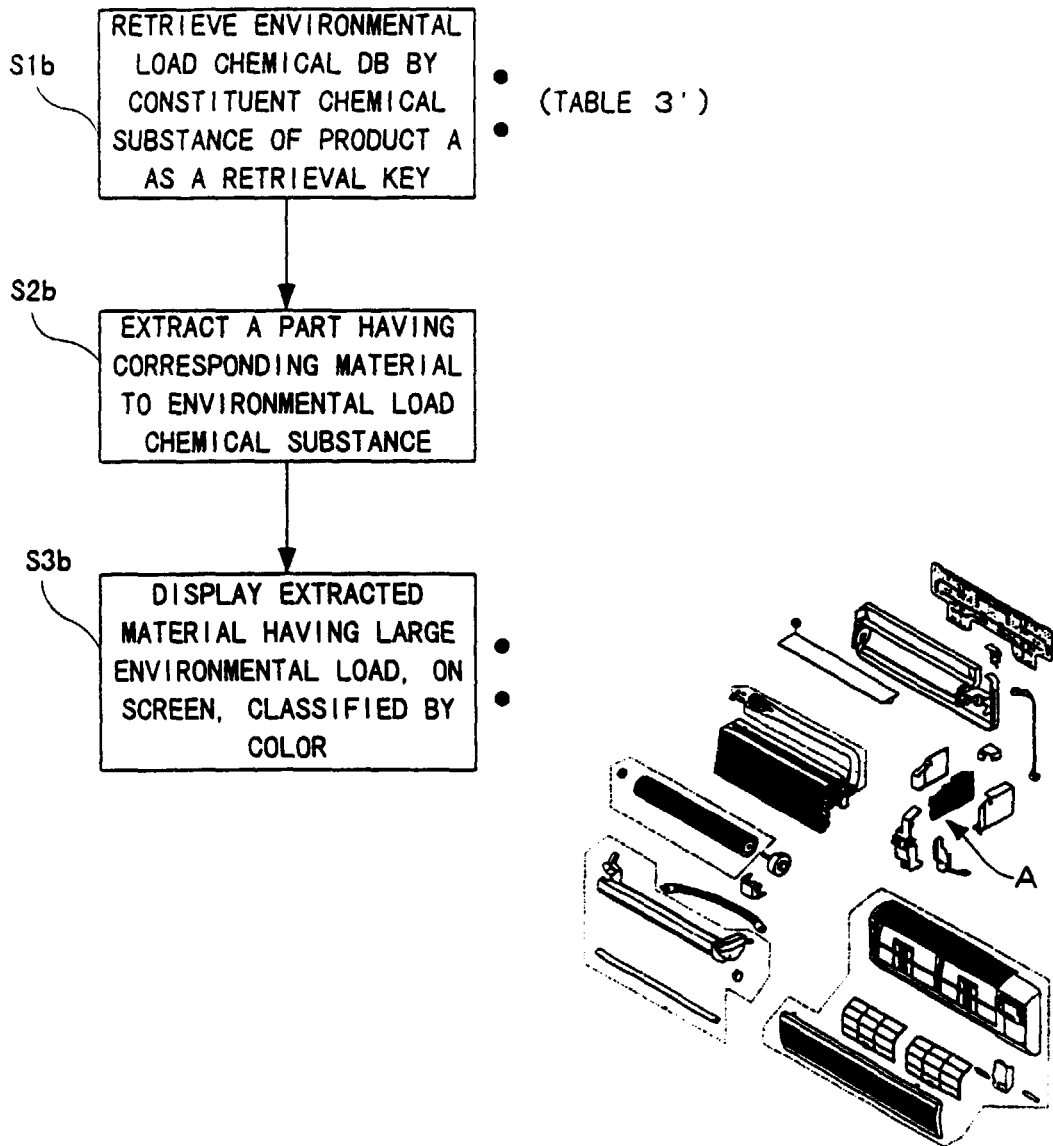 S1b
RETRIEVE ENVIRONMENTAL
LOAD CHEMICAL DB BY
CONSTITUENT CHEMICAL
SUBSTANCE OF PRODUCT A
AS A RETRIEVAL KEY
(TABLE 3')
S2b
EXTRACT A PART HAVING
CORRESPONDING MATERIAL
TO ENVIRONMENTAL LOAD
CHEMICAL SUBSTANCE
S3b
DISPLAY EXTRACTED
MATERIAL HAVING LARGE
ENVIRONMENTAL LOAD, ON
SCREEN, CLASSIFIED BY
COLOR
A